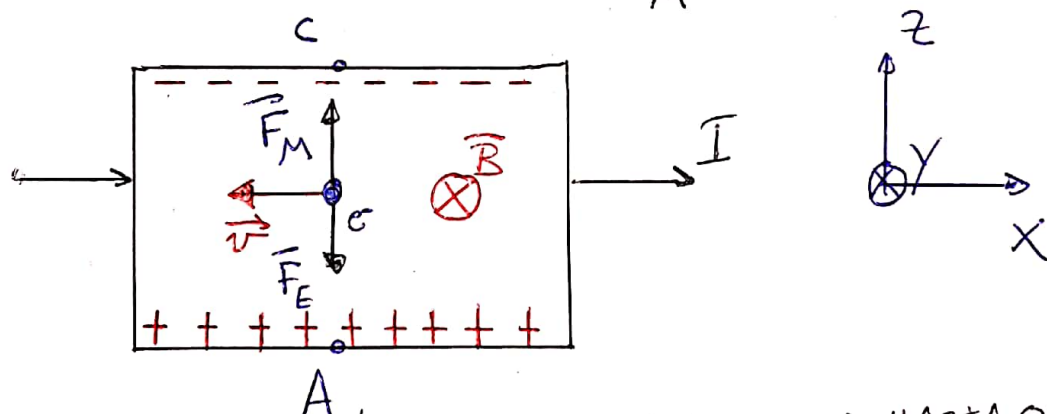 C
Z
− − − − − − − − −
F_M
B
I
Y
e⁻
v
X
F_E
+ + + + + + + + +
A